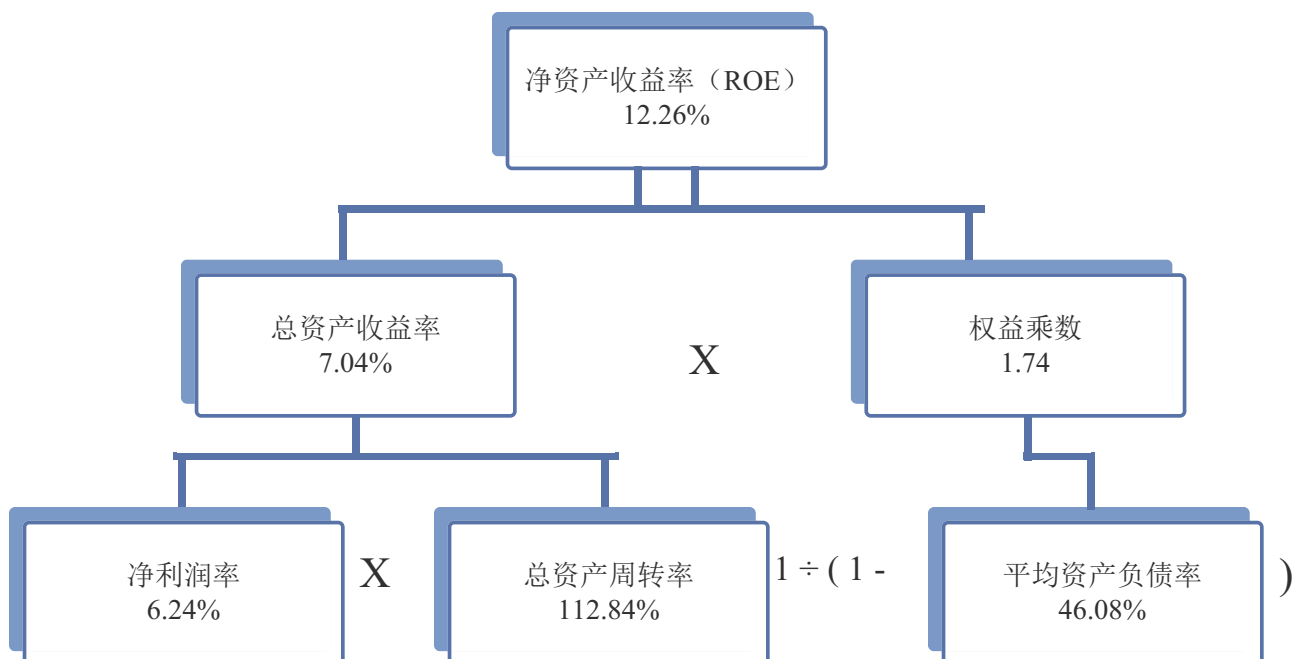 净资产收益率（ROE）
12.26%
总资产收益率
7.04%
X
权益乘数
1.74
净利润率
6.24%
X
总资产周转率
112.84%
1 ÷ ( 1 -
平均资产负债率
46.08%
)